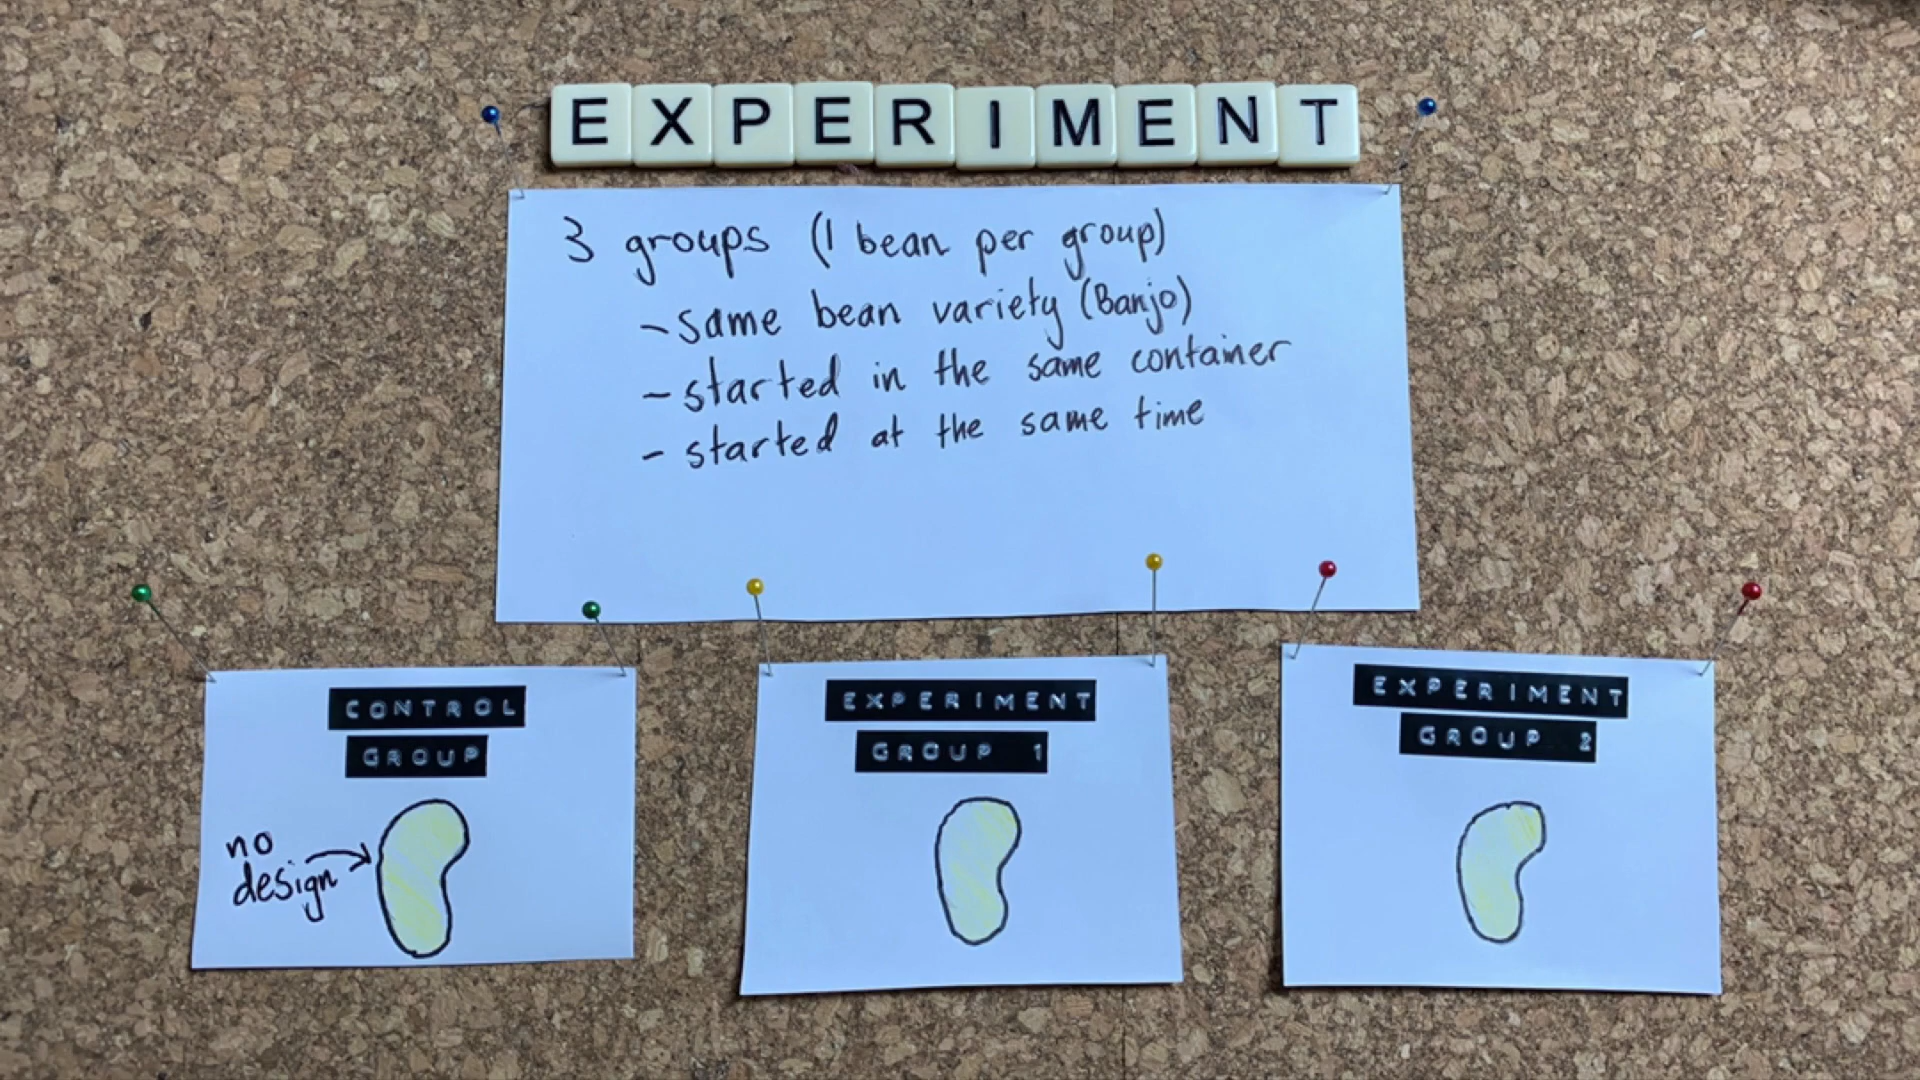 EXPERIMENT
3 groups (1 bean per group)
- same bean variety (Banjo)
- started in the same container
- started at the same time
CONTROL
GROUP
no
design
EXPERIMENT
GROUP 1
EXPERIMENT
GROUP 2